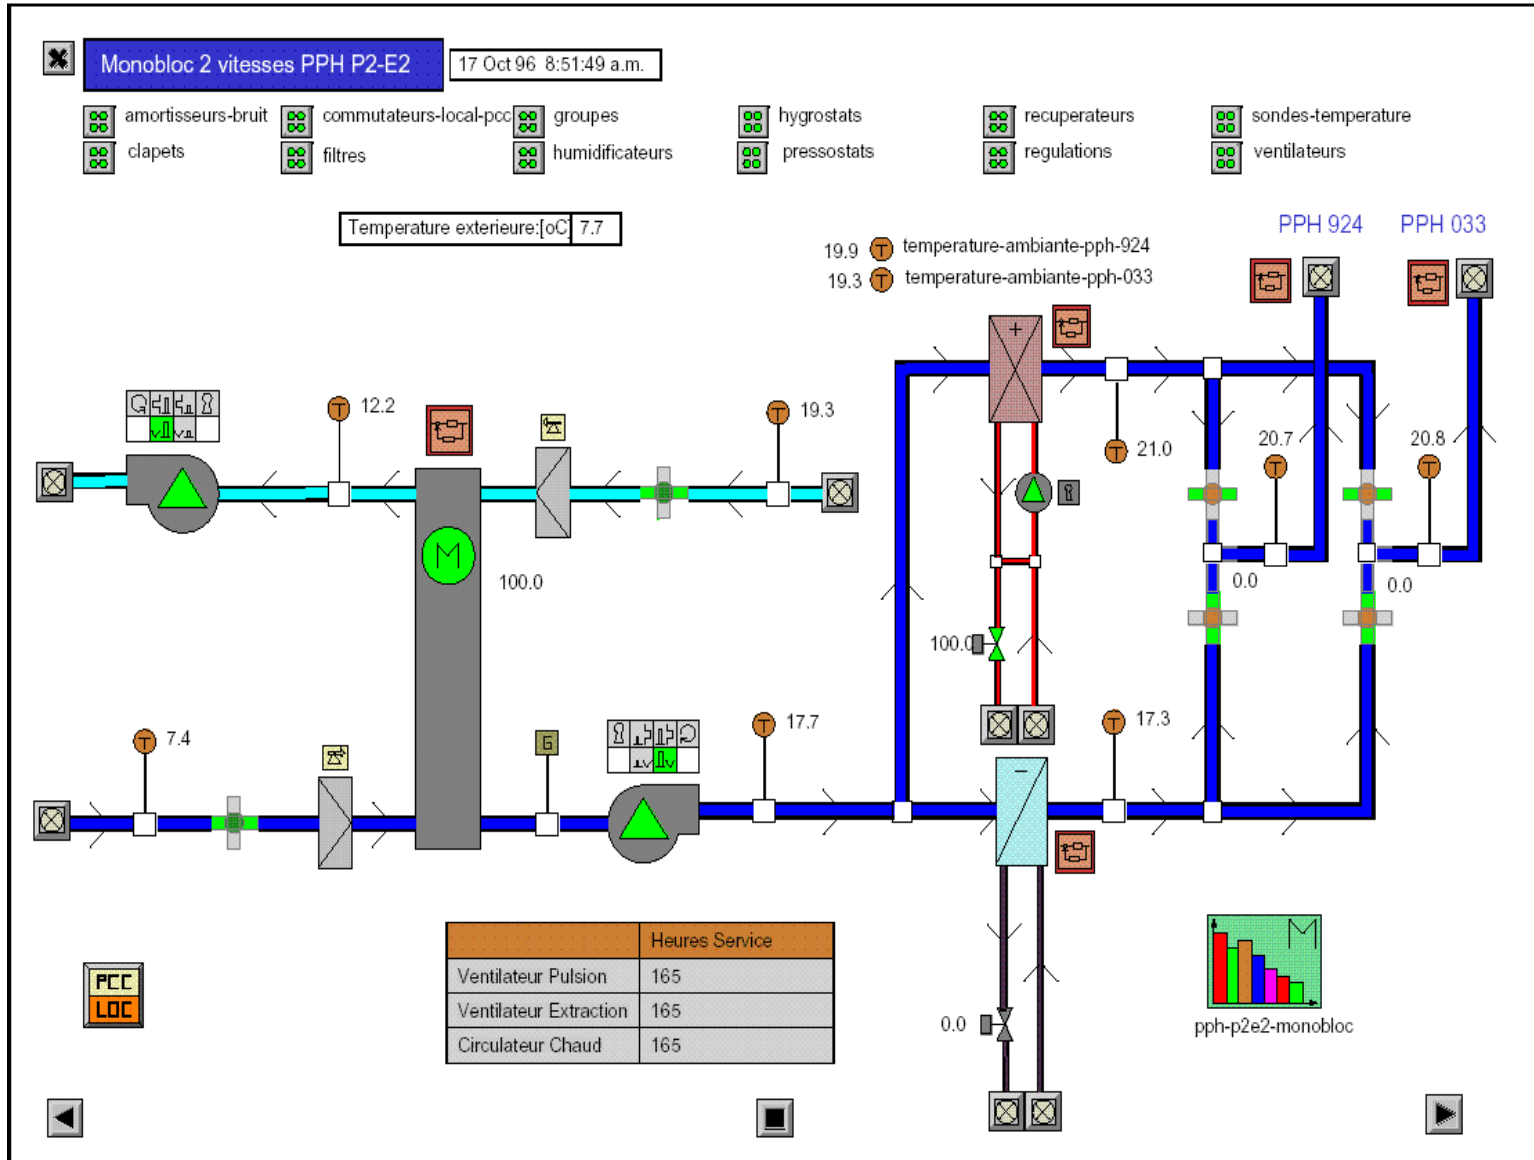 Monobloc 2 vitesses PPH P2-E2
17 Oct 96 8:51:49 a.m.
amortisseurs-bruit
commutateurs-local-pcc
groupes
hygrostats
recuperateurs
sondes-temperature
clapets
filtres
humidificateurs
pressostats
regulations
ventilateurs
Temperature exterieure:[oC] 7.7
PPH 924
PPH 033
19.9 T temperature-ambiante-pph-924
19.3 T temperature-ambiante-pph-033
+
T 12.2
T 19.3
T 21.0
20.7
T
20.8
T
M
100.0
0.0
0.0
100.0
T 7.4
G
T 17.7
T 17.3
-
Heures Service
Ventilateur Pulsion 165
Ventilateur Extraction 165
Circulateur Chaud 165
M
PCC
LOC
0.0
pph-p2e2-monobloc